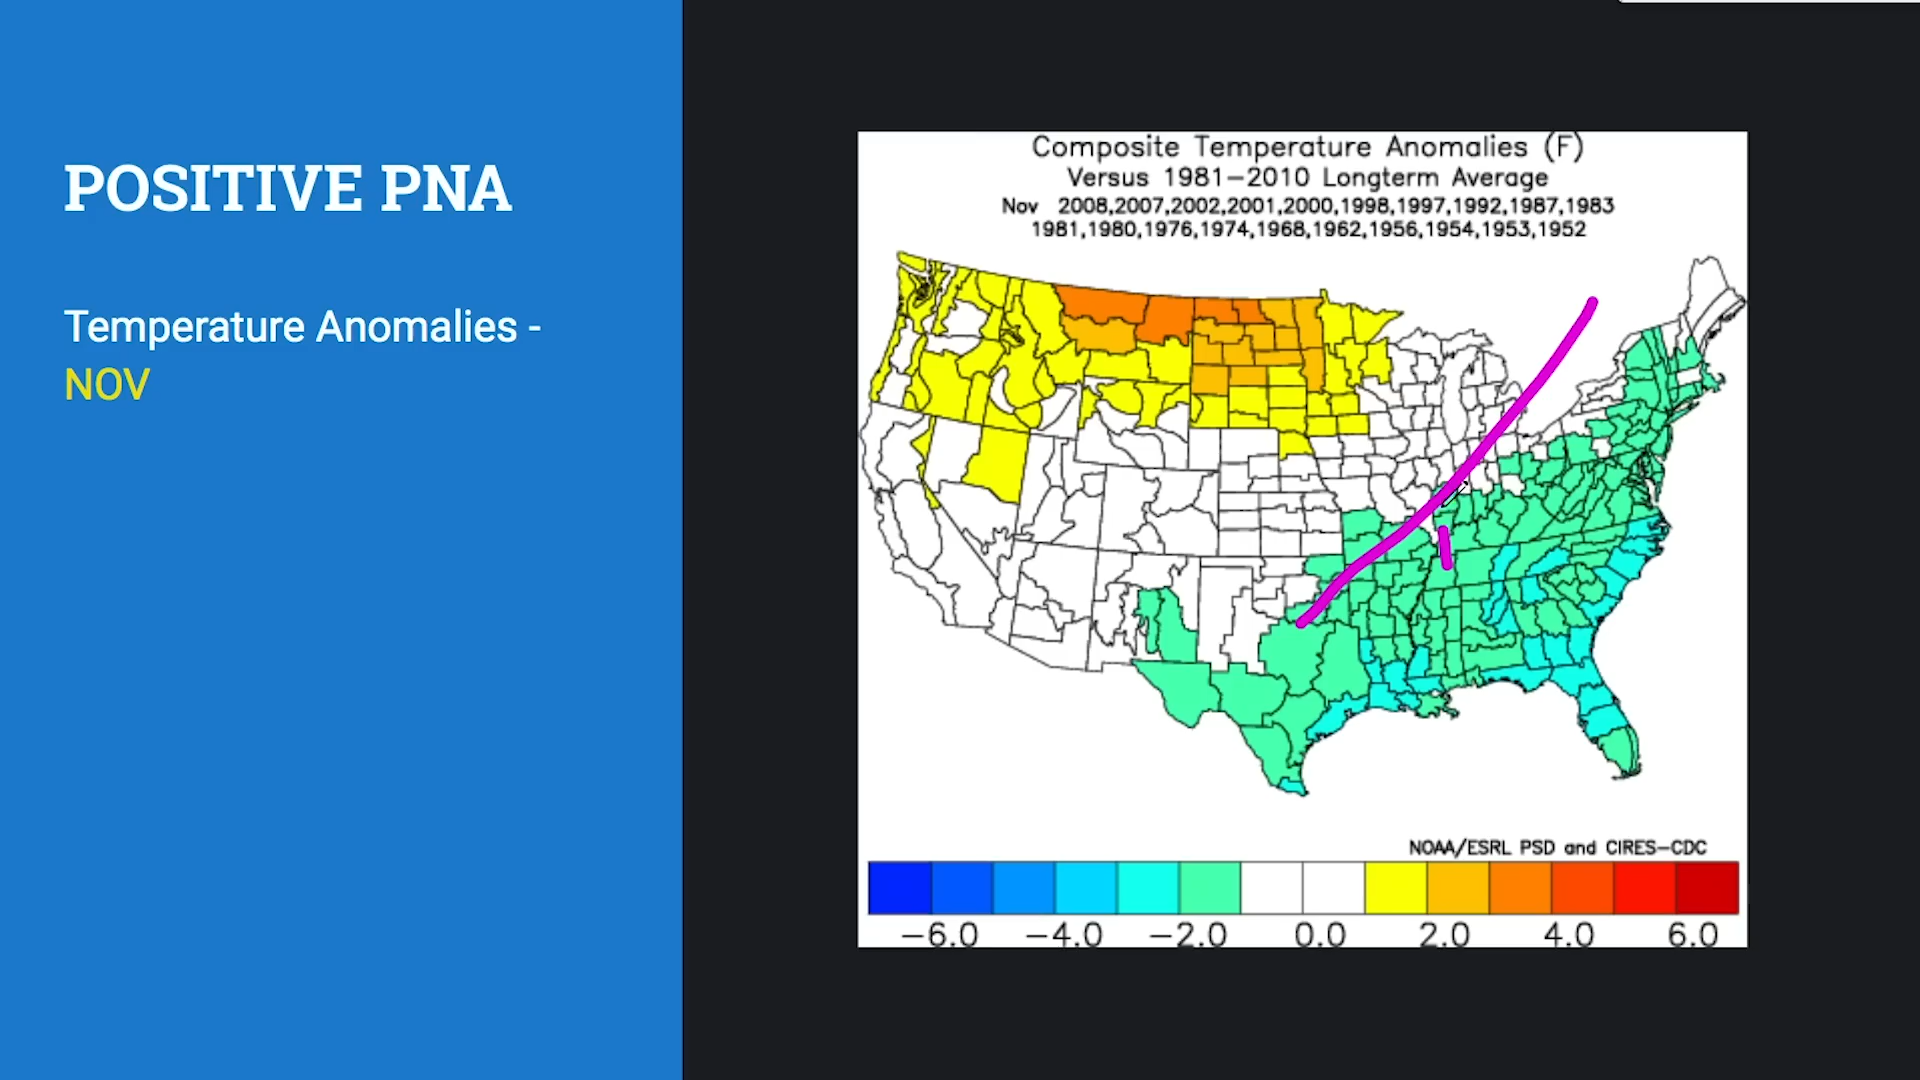 POSITIVE PNA
Temperature Anomalies -
NOV
Composite Temperature Anomalies (F)
Versus 1981-2010 Longterm Average
Nov 2008,2007,2002,2001,2000,1998,1997,1992,1987,1983
1981,1980,1976,1974,1968,1962,1956,1954,1953,1952
NOAA/ESRL PSD and CIRES-CDC
-6.0 -4.0 -2.0 0.0 2.0 4.0 6.0